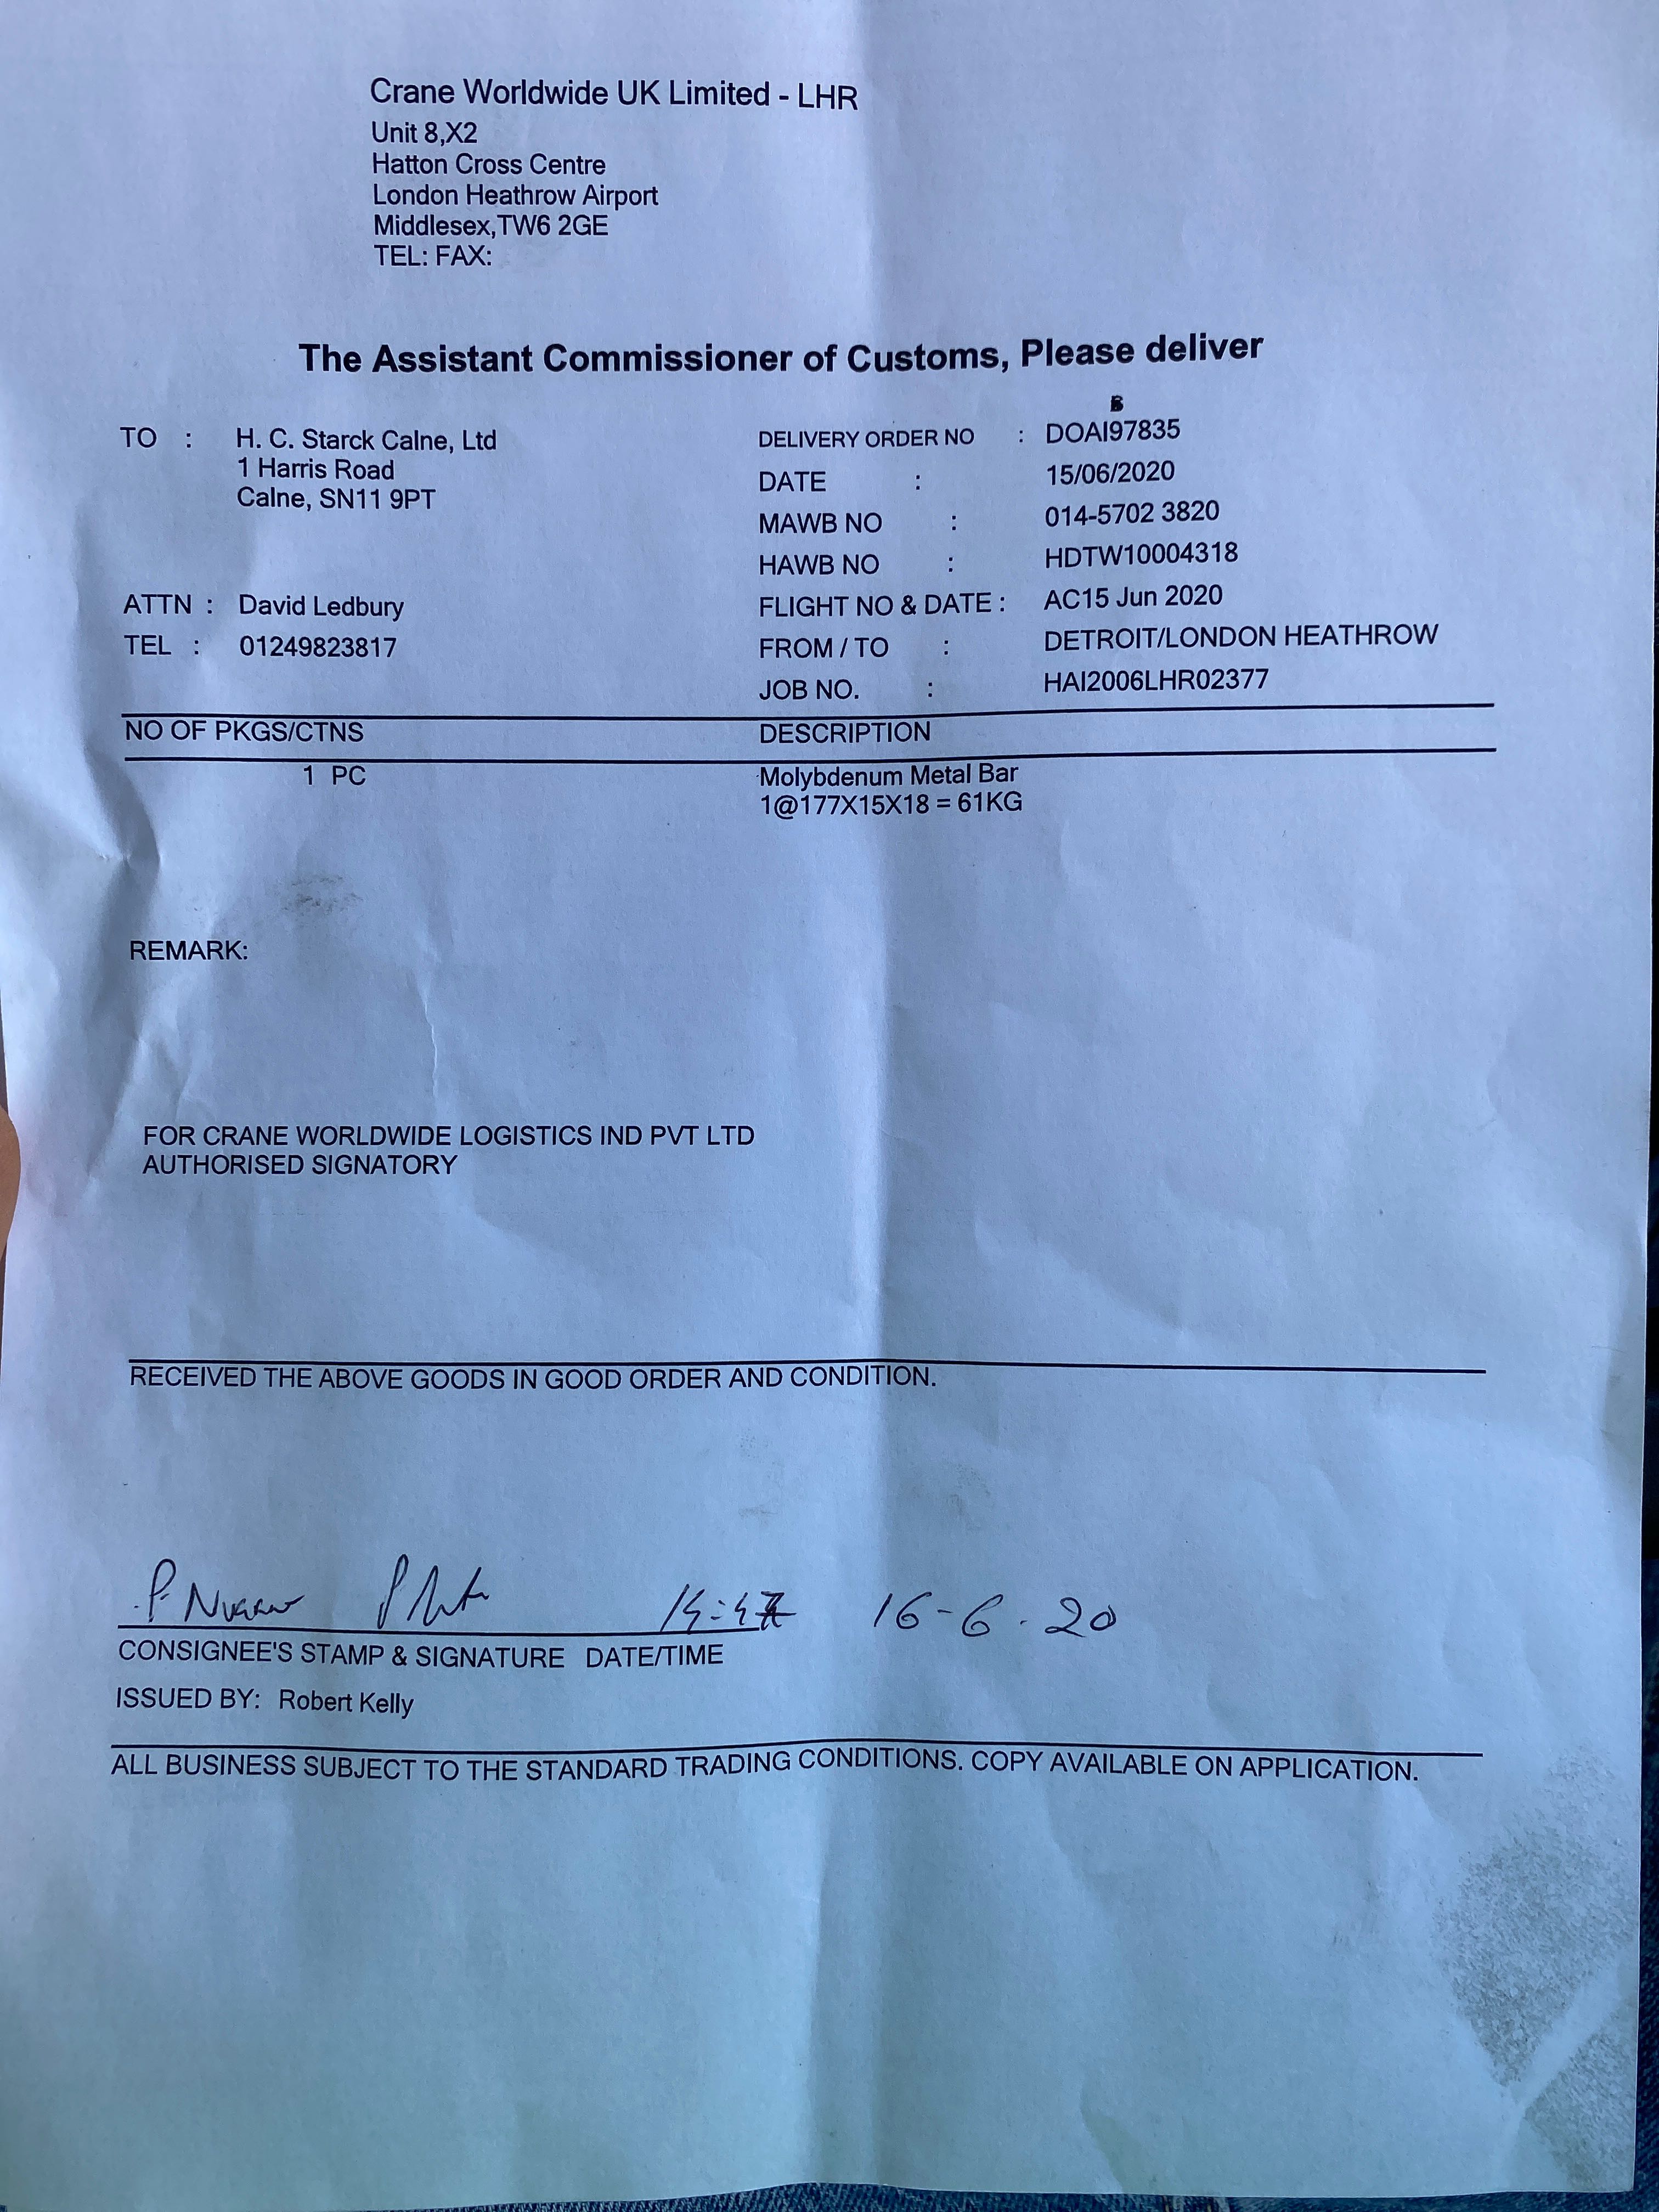 Crane Worldwide UK Limited - LHR
Unit 8,X2
Hatton Cross Centre
London Heathrow Airport
Middlesex,TW6 2GE
TEL: FAX:
The Assistant Commissioner of Customs, Please deliver
TO : H. C. Starck Calne, Ltd
1 Harris Road
Calne, SN11 9PT
ATTN : David Ledbury
TEL : 01249823817
DELIVERY ORDER NO : DOAI97835
DATE : 15/06/2020
MAWB NO : 014-5702 3820
HAWB NO : HDTW10004318
FLIGHT NO & DATE : AC15 Jun 2020
FROM / TO : DETROIT/LONDON HEATHROW
JOB NO. : HAI2006LHR02377
NO OF PKGS/CTNS DESCRIPTION
1 PC Molybdenum Metal Bar
1@177X15X18 = 61KG
REMARK:
FOR CRANE WORLDWIDE LOGISTICS IND PVT LTD
AUTHORISED SIGNATORY
RECEIVED THE ABOVE GOODS IN GOOD ORDER AND CONDITION.
16-6.20
CONSIGNEE'S STAMP & SIGNATURE DATE/TIME
ISSUED BY: Robert Kelly
ALL BUSINESS SUBJECT TO THE STANDARD TRADING CONDITIONS. COPY AVAILABLE ON APPLICATION.